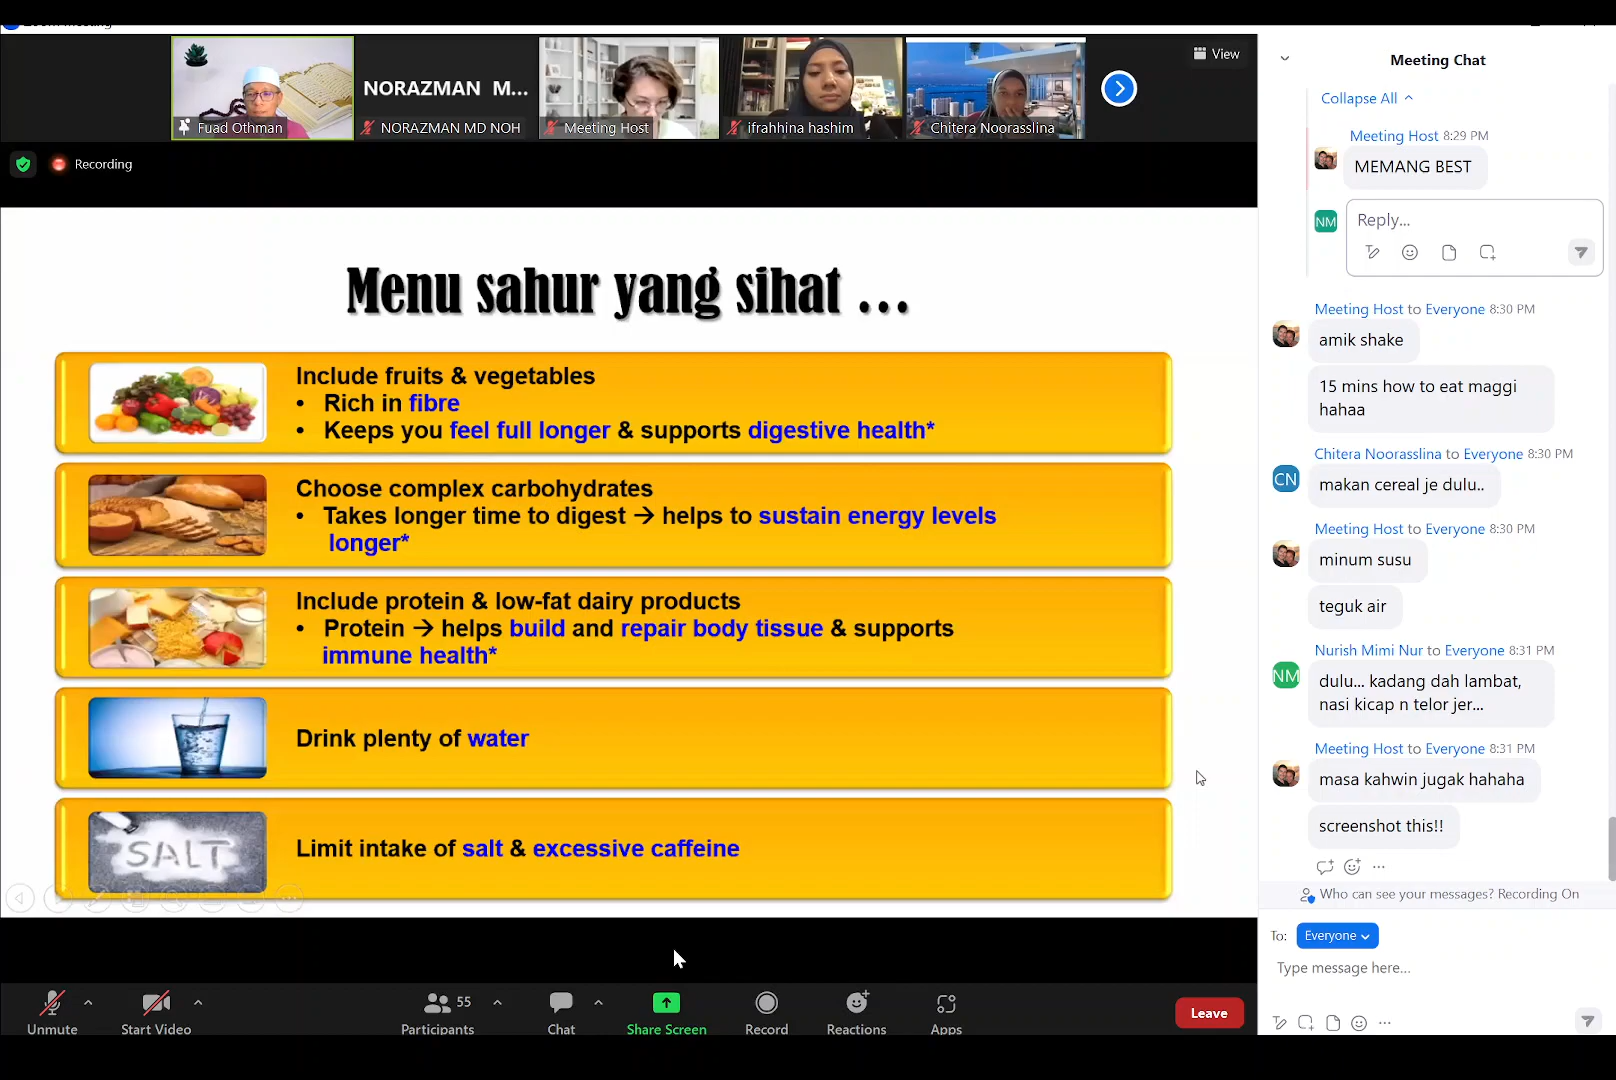 View
NORAZMAN M...
Fuad Othman
NORAZMAN MD NOH
Meeting Host
ifrahhina hashim
Chitera Noorasslina
Recording
Menu sahur yang sihat ...
Include fruits & vegetables
• Rich in fibre
• Keeps you feel full longer & supports digestive health*
Choose complex carbohydrates
• Takes longer time to digest → helps to sustain energy levels
longer*
Include protein & low-fat dairy products
• Protein → helps build and repair body tissue & supports
immune health*
Drink plenty of water
SALT
Limit intake of salt & excessive caffeine
Unmute
Start Video
55
Participants
Chat
Share Screen
Record
Reactions
Apps
Leave
Meeting Chat
Collapse All
Meeting Host 8:29 PM
MEMANG BEST
NM
Reply...
Meeting Host to Everyone 8:30 PM
amik shake
15 mins how to eat maggi
hahaa
Chitera Noorasslina to Everyone 8:30 PM
CN
makan cereal je dulu..
Meeting Host to Everyone 8:30 PM
minum susu
teguk air
Nurish Mimi Nur to Everyone 8:31 PM
NM
dulu... kadang dah lambat,
nasi kicap n telor jer...
Meeting Host to Everyone 8:31 PM
masa kahwin jugak hahaha
screenshot this!!
Who can see your messages? Recording On
To: Everyone
Type message here...